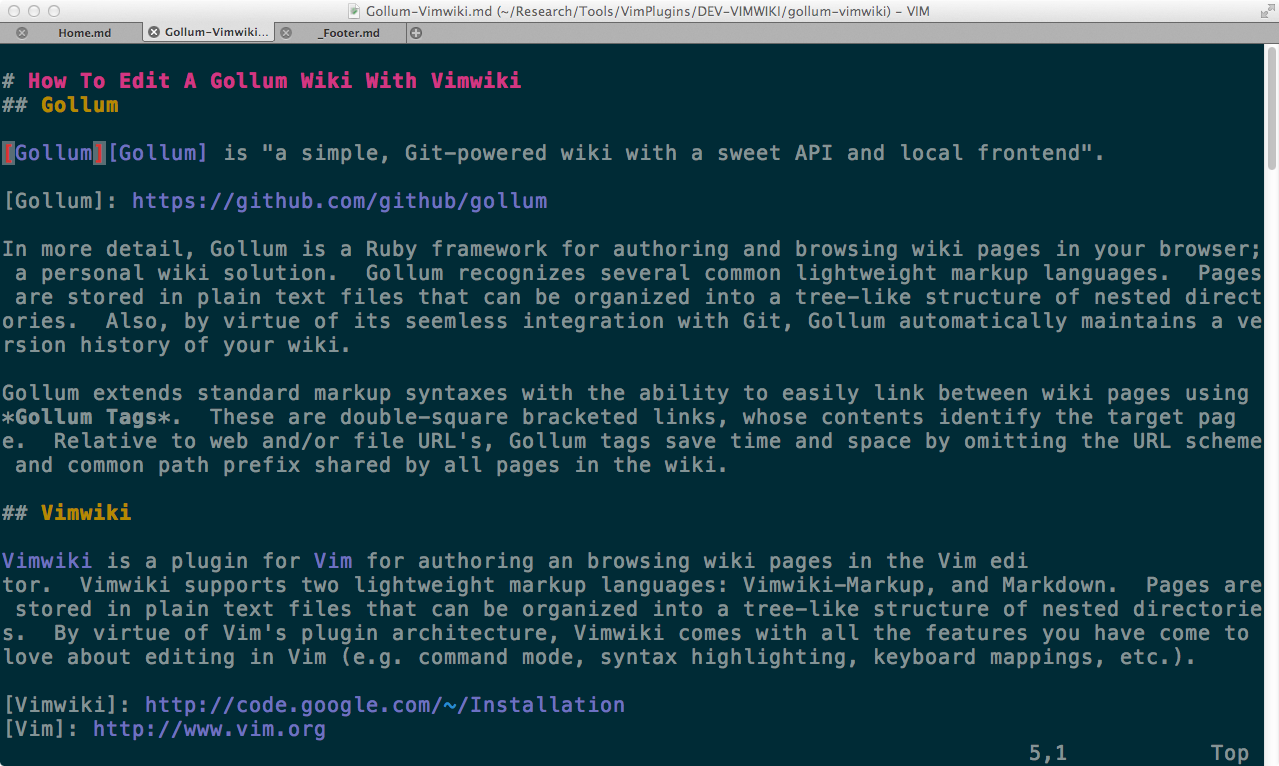 Gollum-Vimwiki.md (~/Research/Tools/VimPlugins/DEV-VIMWIKI/gollum-vimwiki) – VIM
Home.md Gollum-Vimwiki... _Footer.md
# How To Edit A Gollum Wiki With Vimwiki
## Gollum
[Gollum][Gollum] is "a simple, Git-powered wiki with a sweet API and local frontend".
[Gollum]: https://github.com/github/gollum
In more detail, Gollum is a Ruby framework for authoring and browsing wiki pages in your browser;
a personal wiki solution.  Gollum recognizes several common lightweight markup languages.  Pages
are stored in plain text files that can be organized into a tree-like structure of nested direct
ories.  Also, by virtue of its seemless integration with Git, Gollum automatically maintains a ve
rsion history of your wiki.
Gollum extends standard markup syntaxes with the ability to easily link between wiki pages using
*Gollum Tags*.  These are double-square bracketed links, whose contents identify the target pag
e.  Relative to web and/or file URL's, Gollum tags save time and space by omitting the URL scheme
and common path prefix shared by all pages in the wiki.
## Vimwiki
Vimwiki is a plugin for Vim for authoring an browsing wiki pages in the Vim edi
tor.  Vimwiki supports two lightweight markup languages: Vimwiki-Markup, and Markdown.  Pages are
stored in plain text files that can be organized into a tree-like structure of nested directorie
s.  By virtue of Vim's plugin architecture, Vimwiki comes with all the features you have come to
love about editing in Vim (e.g. command mode, syntax highlighting, keyboard mappings, etc.).
[Vimwiki]: http://code.google.com/~/Installation
[Vim]: http://www.vim.org
5,1 Top